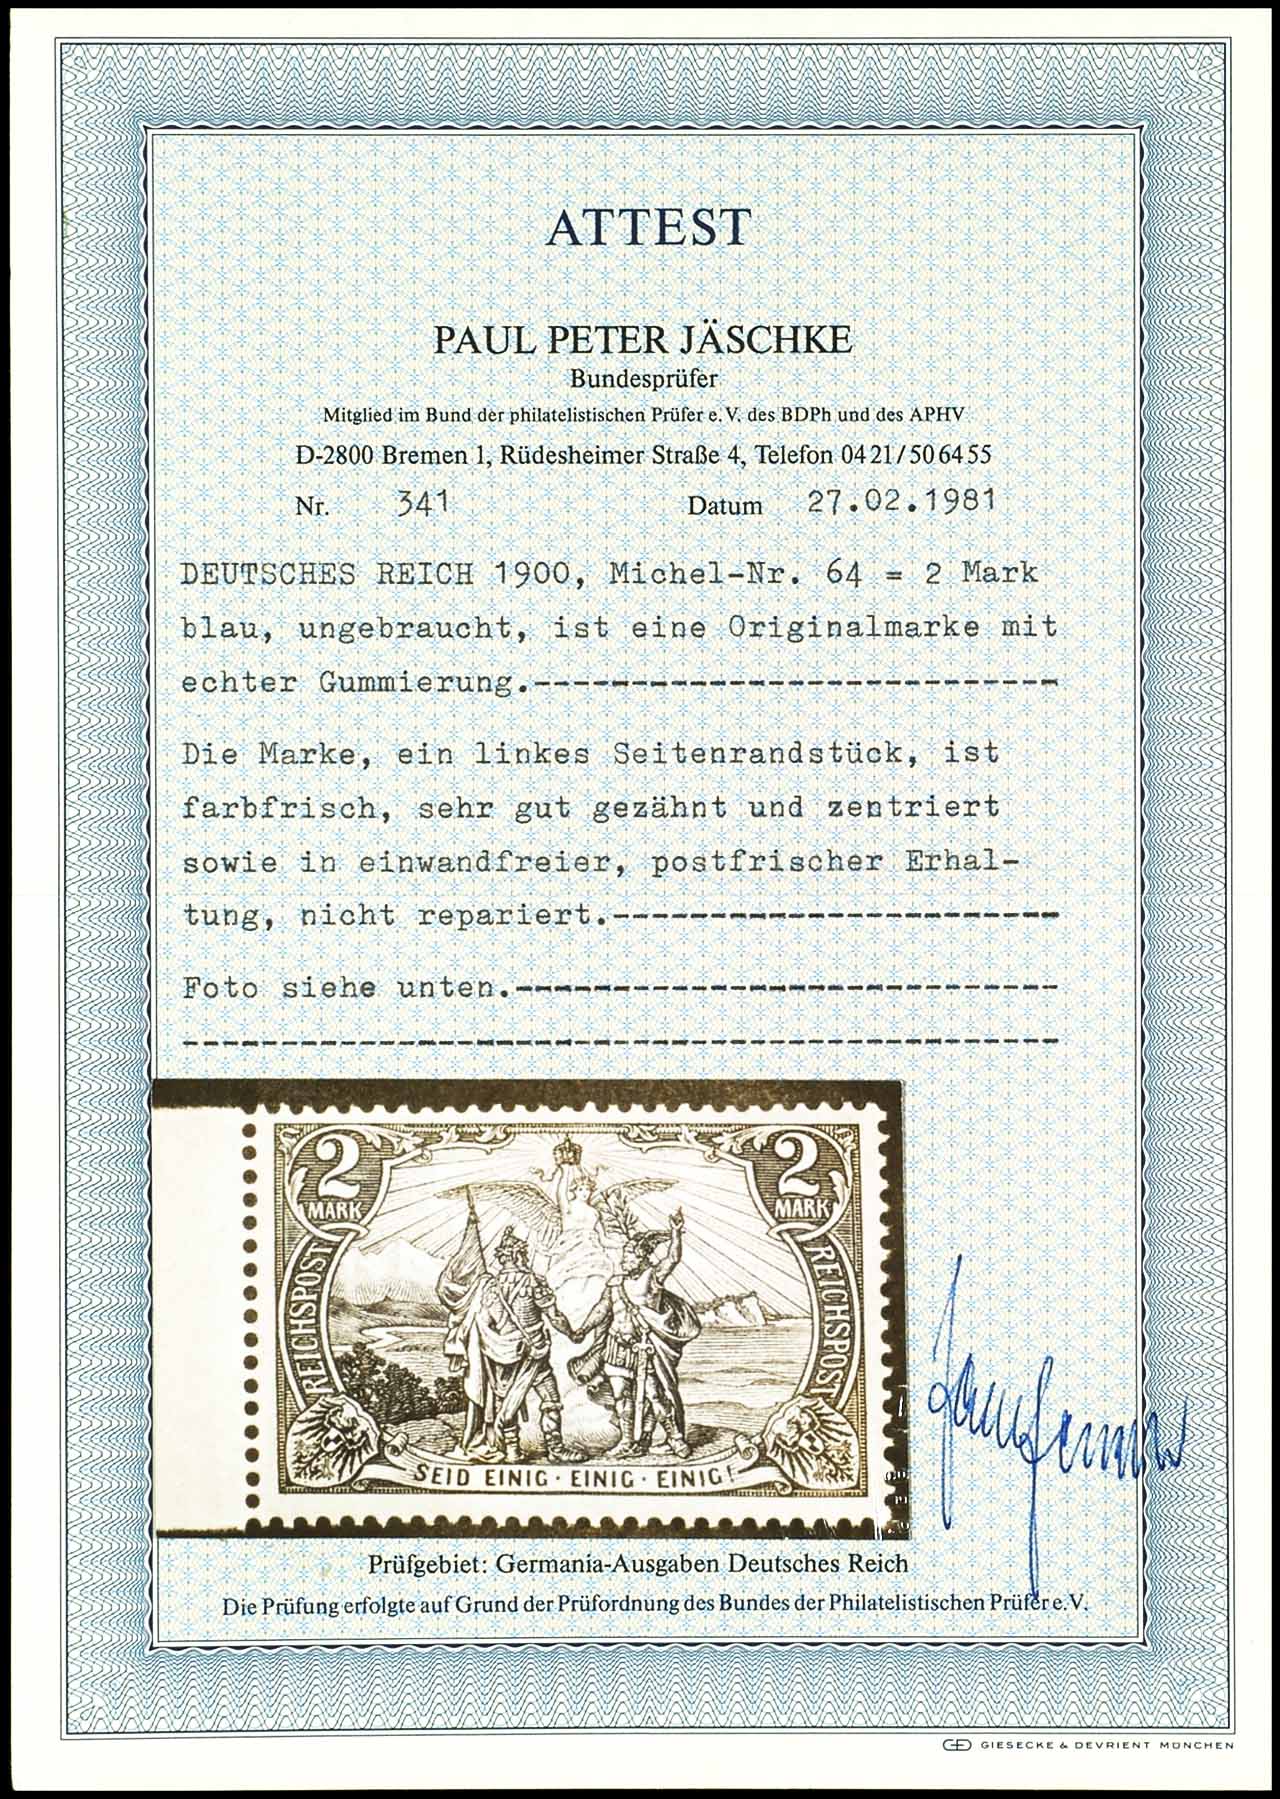 ATTEST
PAUL PETER JÄSCHKE
Bundesprüfer
Mitglied im Bund der philatelistischen Prüfer e.V. des BDPh und des APHV
D-2800 Bremen 1, Rüdesheimer Straße 4, Telefon 0421/506455
Nr. 341 Datum 27.02.1981
DEUTSCHES REICH 1900, Michel-Nr. 64 = 2 Mark
blau, ungebraucht, ist eine Originalmarke mit
echter Gummierung.---------------------------
Die Marke, ein linkes Seitenrandstück, ist
farbfrisch, sehr gut gezähnt und zentriert
sowie in einwandfreier, postfrischer Erhal-
tung, nicht repariert.-----------------------
Foto siehe unten.----------------------------
---------------------------------------------
2 MARK
2 MARK
REICHSPOST
REICHSPOST
SEID EINIG · EINIG · EINIG!
Prüfgebiet: Germania-Ausgaben Deutsches Reich
Die Prüfung erfolgte auf Grund der Prüfordnung des Bundes der Philatelistischen Prüfer e.V.
GD GIESECKE & DEVRIENT MÜNCHEN